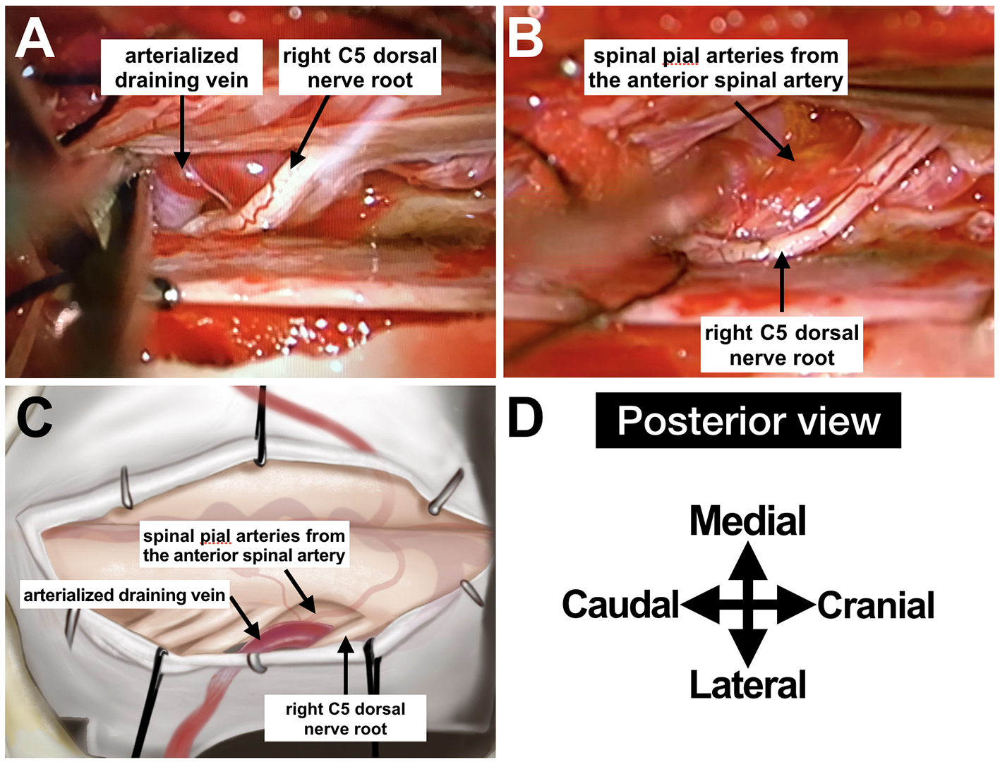 A
arterialized
draining vein
right C5 dorsal
nerve root
B
spinal pial arteries from
the anterior spinal artery
right C5 dorsal
nerve root
C
spinal pial arteries from
the anterior spinal artery
arterialized draining vein
right C5 dorsal
nerve root
D
Posterior view
Medial
Caudal
Cranial
Lateral